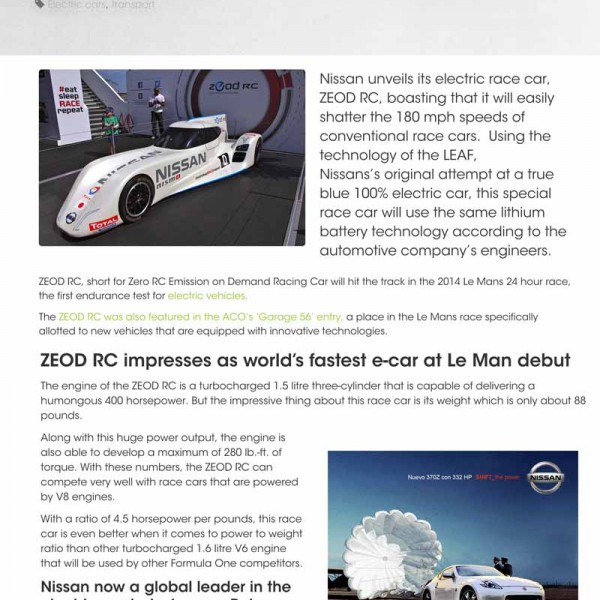 Electric cars, Transport
#eat
sleep
RACE
repeat
ZEOD RC
NISSAN
nismo
NISSAN
TOTAL
Nissan unveils its electric race car,
ZEOD RC, boasting that it will easily
shatter the 180 mph speeds of
conventional race cars. Using the
technology of the LEAF,
Nissans's original attempt at a true
blue 100% electric car, this special
race car will use the same lithium
battery technology according to the
automotive company's engineers.
ZEOD RC, short for Zero RC Emission on Demand Racing Car will hit the track in the 2014 Le Mans 24 hour race,
the first endurance test for electric vehicles.
The ZEOD RC was also featured in the ACO's 'Garage 56' entry, a place in the Le Mans race specifically
allotted to new vehicles that are equipped with innovative technologies.
ZEOD RC impresses as world's fastest e-car at Le Man debut
The engine of the ZEOD RC is a turbocharged 1.5 litre three-cylinder that is capable of delivering a
humongous 400 horsepower. But the impressive thing about this race car is its weight which is only about 88
pounds.
Along with this huge power output, the engine is
also able to develop a maximum of 280 lb.-ft. of
torque. With these numbers, the ZEOD RC can
compete very well with race cars that are powered
by V8 engines.
With a ratio of 4.5 horsepower per pounds, this race
car is even better when it comes to power to weight
ratio than other turbocharged 1.6 litre V6 engine
that will be used by other Formula One competitors.
Nuevo 370Z con 332 HP SHIFT_the power
NISSAN
Nissan now a global leader in the